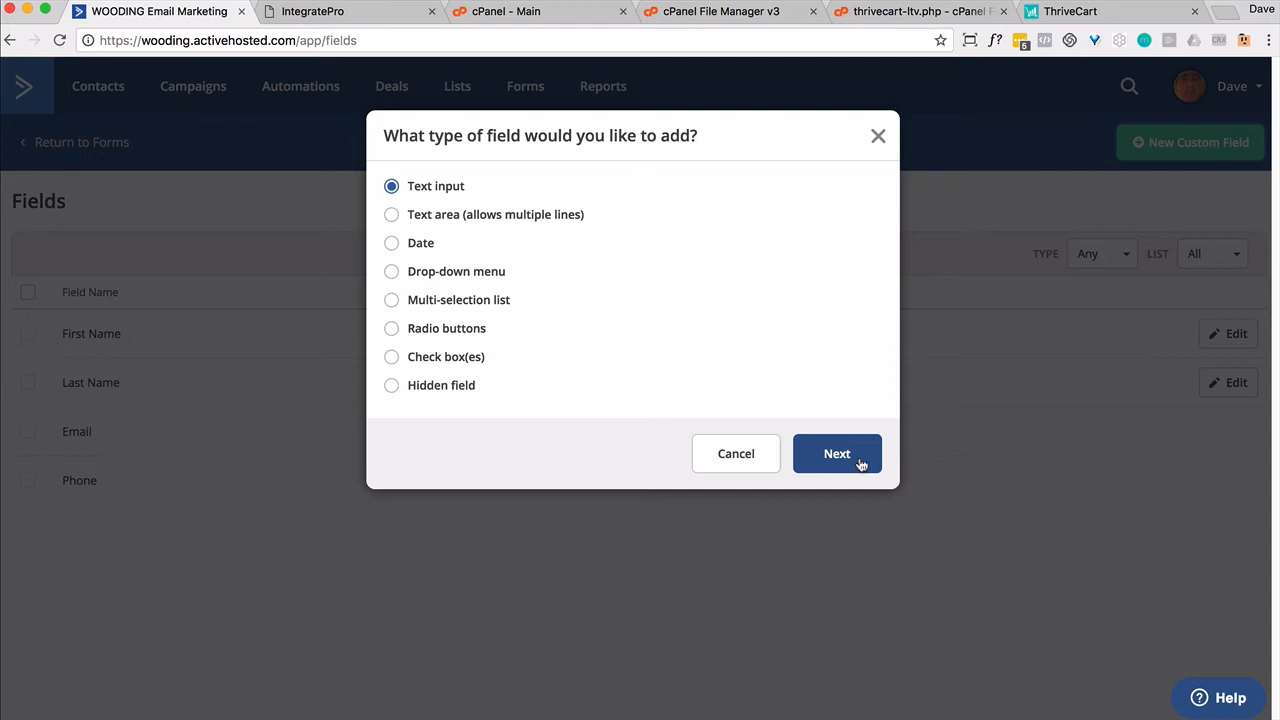 WOODING Email Marketing
IntegratePro
cPanel - Main
cPanel File Manager v3
thrivecart-ltv.php - cPanel F
ThriveCart
Dave
https://wooding.activehosted.com/app/fields
f?
5
CRX
Contacts
Campaigns
Automations
Deals
Lists
Forms
Reports
Dave
Return to Forms
New Custom Field
What type of field would you like to add?
Fields
Text input
Text area (allows multiple lines)
Date
Drop-down menu
Multi-selection list
Radio buttons
Check box(es)
Hidden field
TYPE Any LIST All
Field Name
First Name
Edit
Last Name
Edit
Email
Cancel
Next
Phone
Help